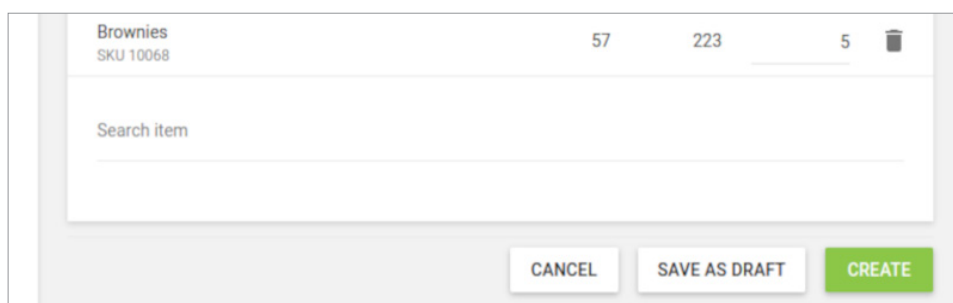 Brownies
SKU 10068
57 223 5
Search item
CANCEL SAVE AS DRAFT CREATE